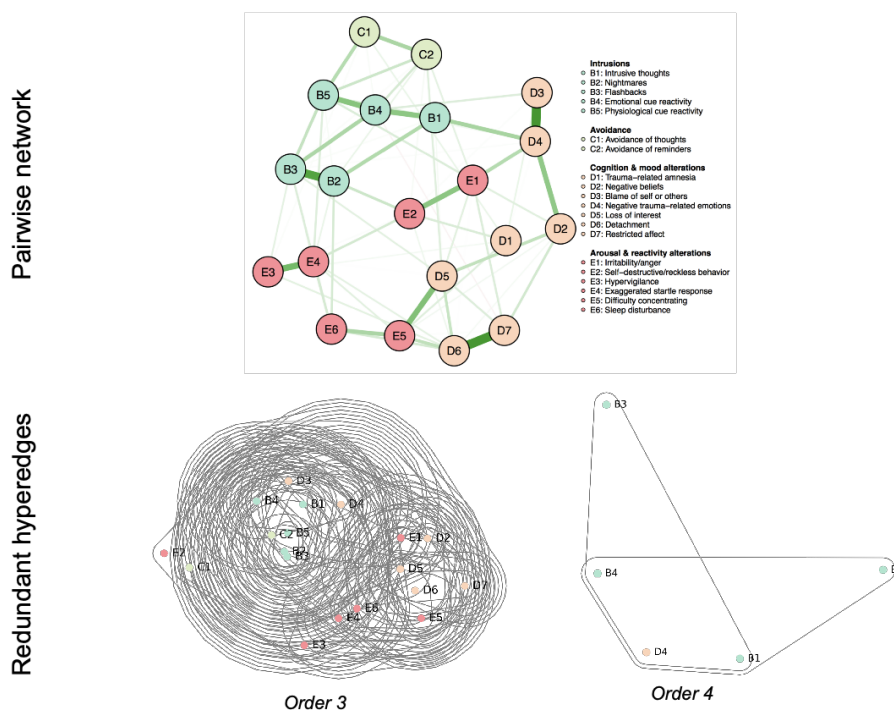 Pairwise network
C1
C2
B5
B4
B1
D3
D4
B3
B2
E1
E2
D1
D2
E3
E4
D5
E6
E5
D6
D7
Intrusions
B1: Intrusive thoughts
B2: Nightmares
B3: Flashbacks
B4: Emotional cue reactivity
B5: Physiological cue reactivity
Avoidance
C1: Avoidance of thoughts
C2: Avoidance of reminders
Cognition & mood alterations
D1: Trauma−related amnesia
D2: Negative beliefs
D3: Blame of self or others
D4: Negative trauma−related emotions
D5: Loss of interest
D6: Detachment
D7: Restricted affect
Arousal & reactivity alterations
E1: Irritability/anger
E2: Self−destructive/reckless behavior
E3: Hypervigilance
E4: Exaggerated startle response
E5: Difficulty concentrating
E6: Sleep disturbance
Redundant hyperedges
D3
B4
B1
D4
C2
B5
B2
B3
E2
C1
E1
D2
D5
D6
D7
E6
E4
E5
E3
Order 3
B3
B4
D4
B1
Order 4